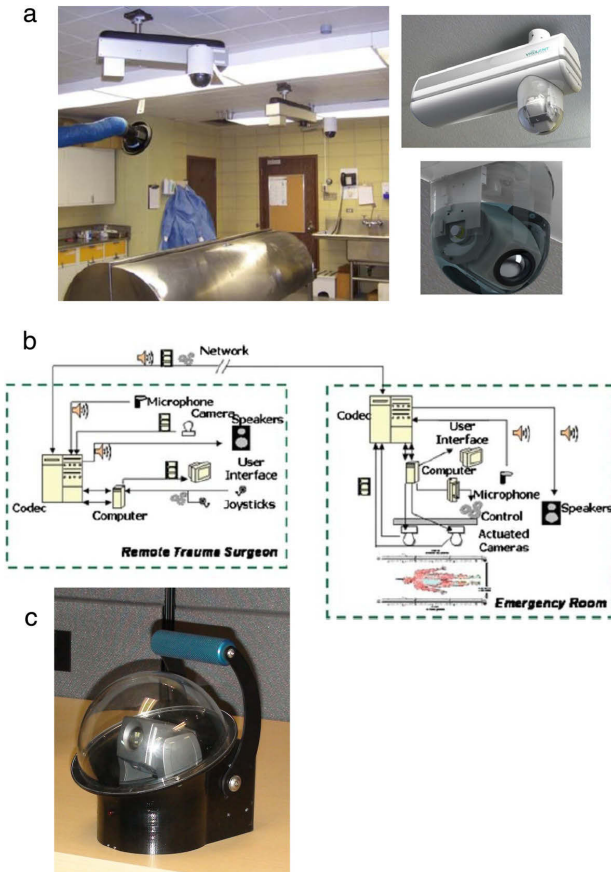 a
b
Network
Microphone
Camera
Speakers
User
Interface
Codec
Computer
Joysticks
Remote Trauma Surgeon
Codec
User
Interface
Computer
Microphone
Control
Speakers
Actuated
Cameras
Emergency Room
c